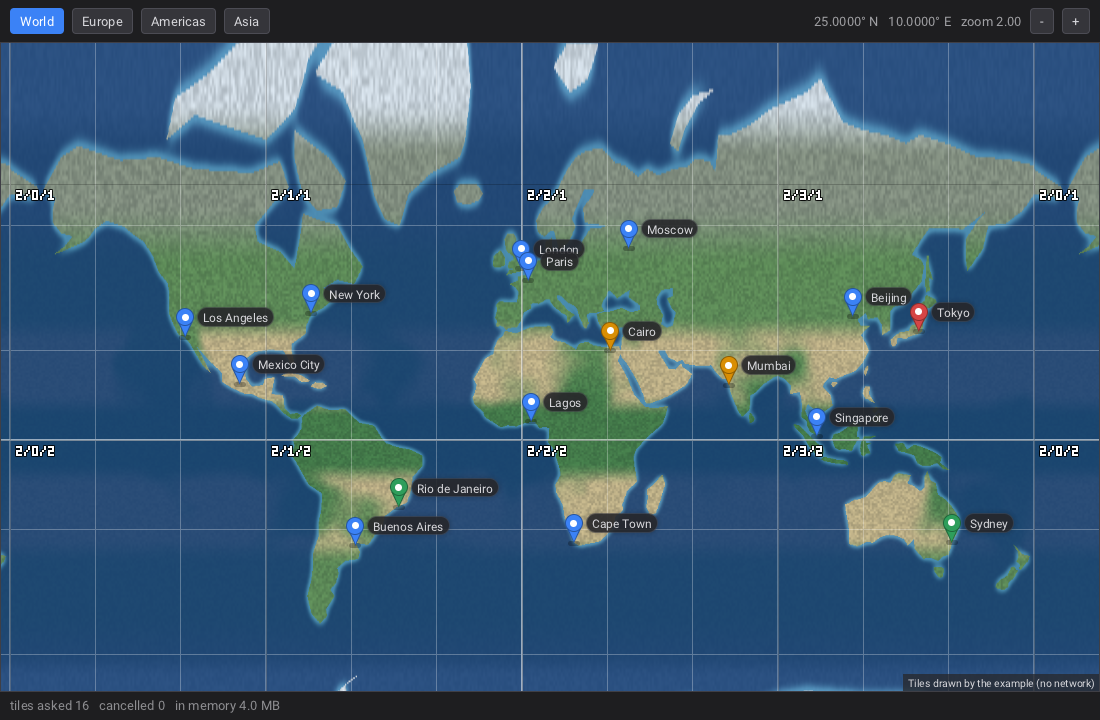 World Europe Americas Asia 25.0000° N 10.0000° E zoom 2.00 - +
2/0/1 2/1/1 2/2/1 2/3/1 2/0/1
Moscow
London
Paris
New York
Beijing
Los Angeles
Tokyo
Cairo
Mexico City
Mumbai
Lagos
Singapore
2/0/2 2/1/2 2/2/2 2/3/2 2/0/2
Rio de Janeiro
Buenos Aires
Cape Town
Sydney
Tiles drawn by the example (no network)
tiles asked 16 cancelled 0 in memory 4.0 MB